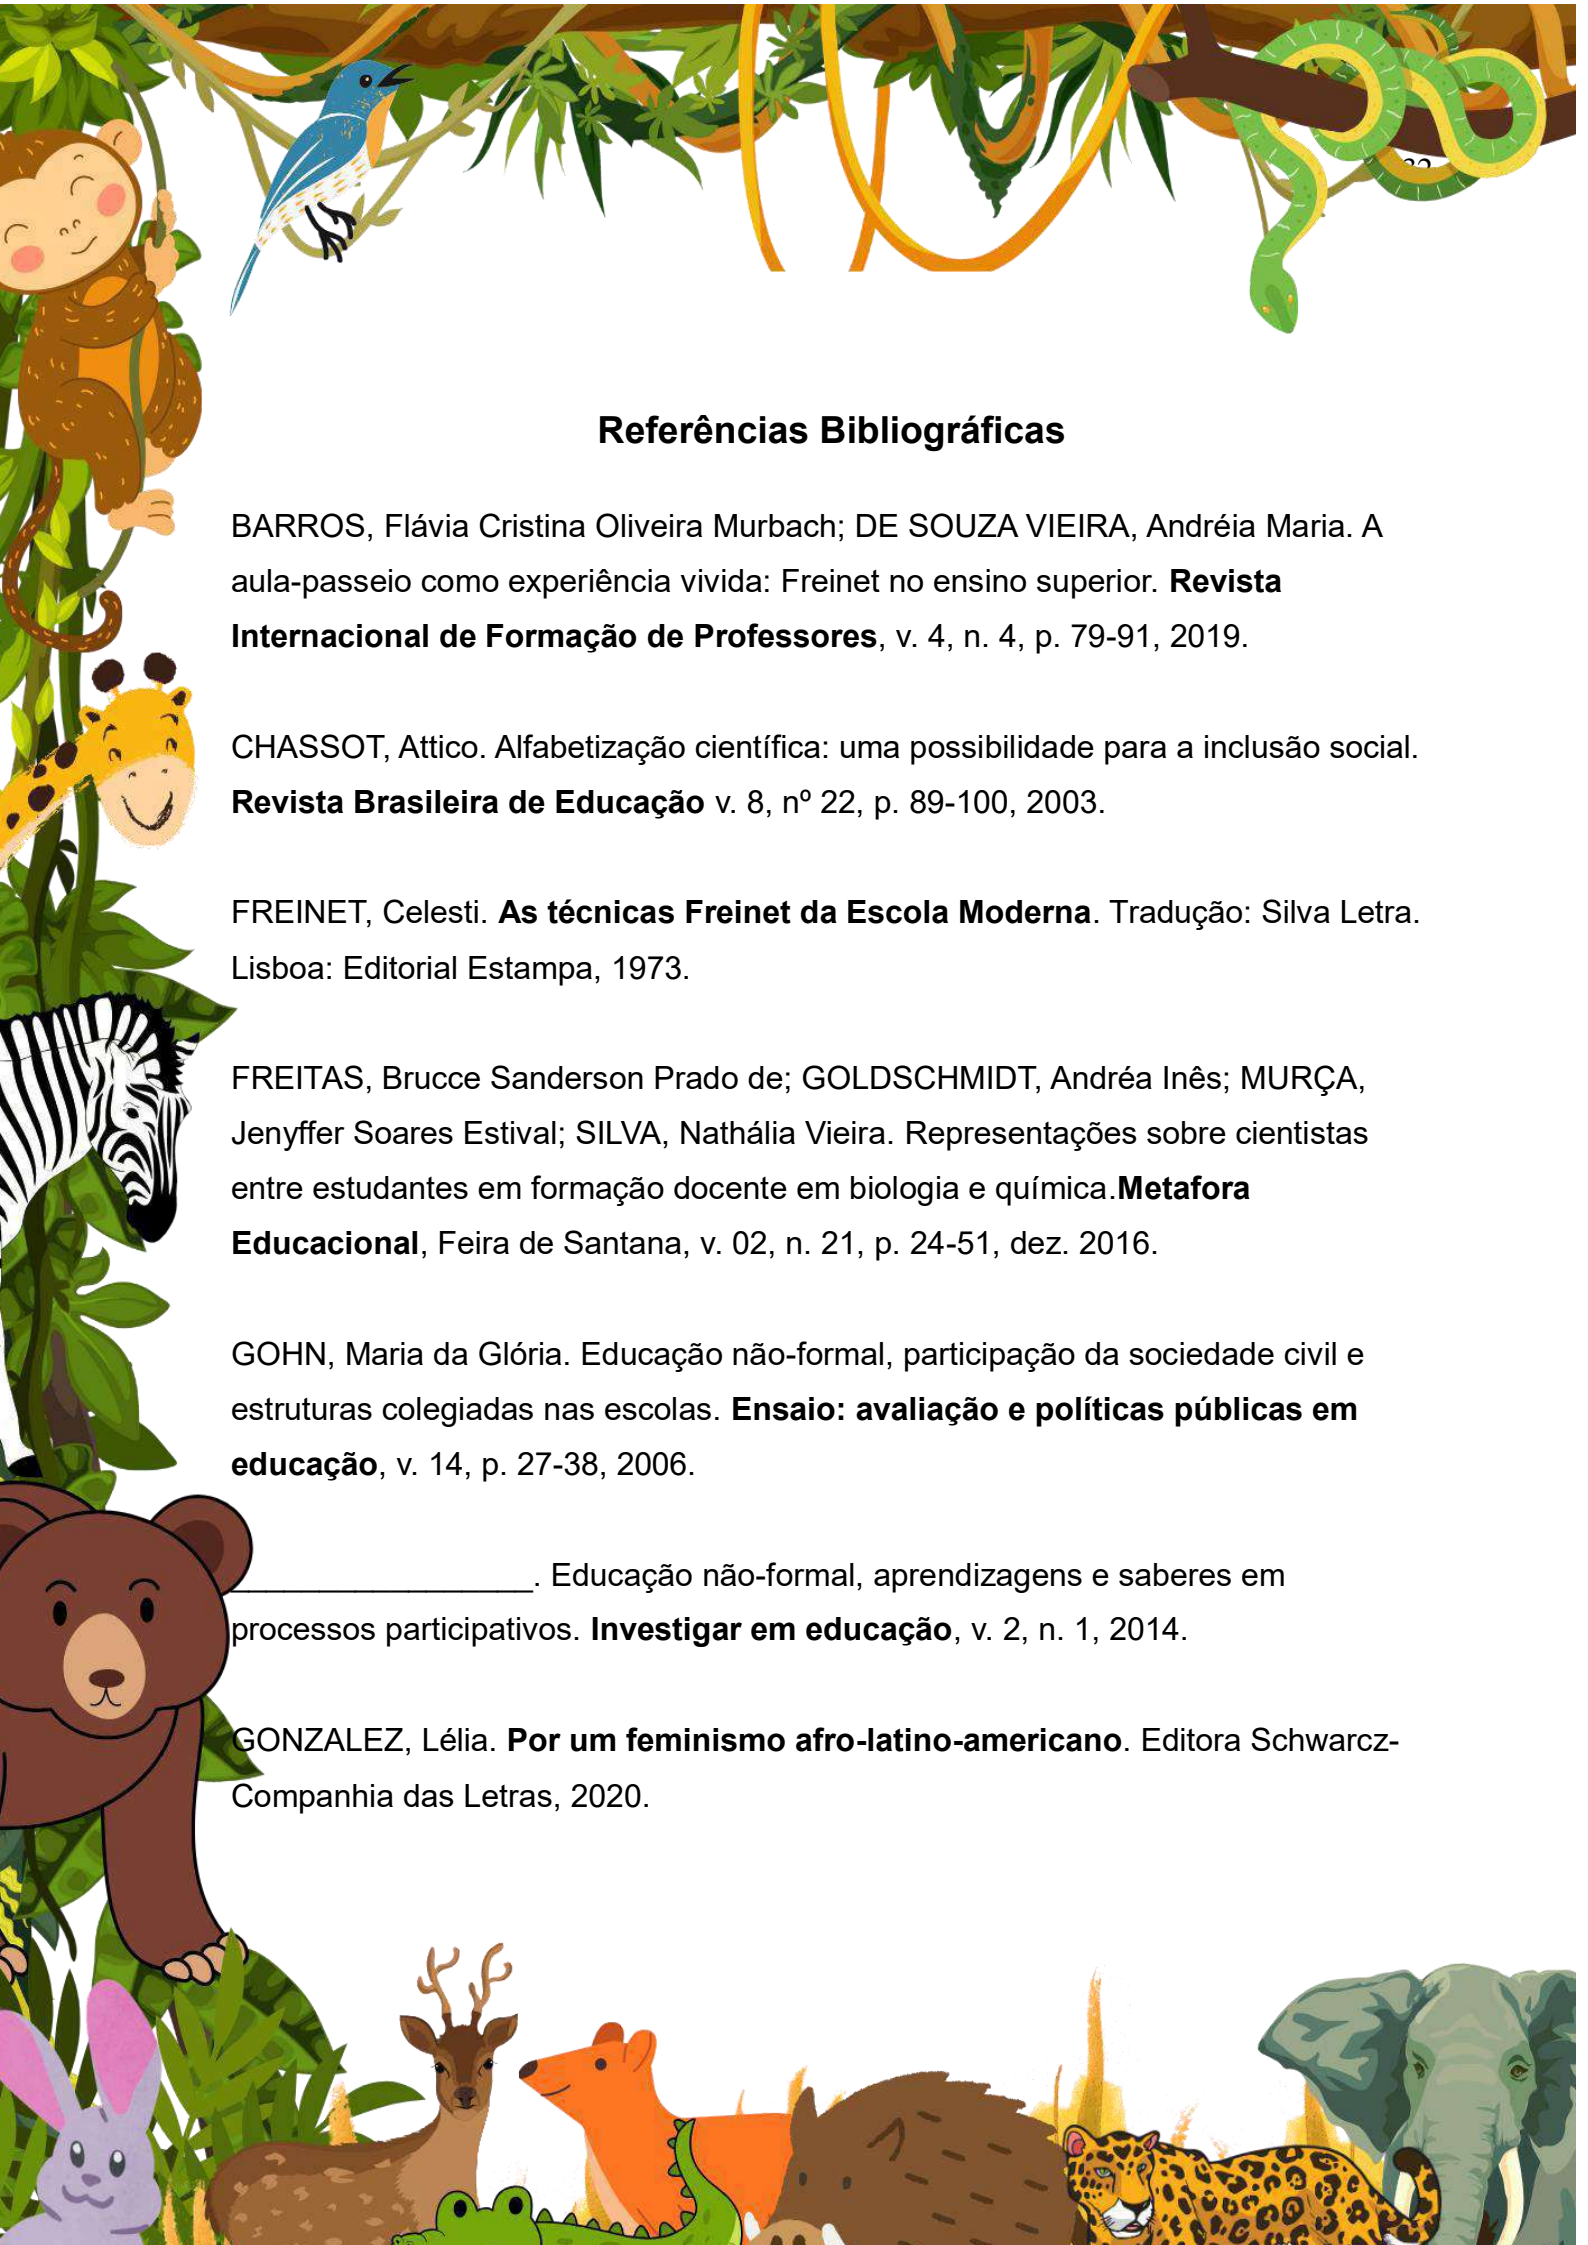 Referências Bibliográficas
BARROS, Flávia Cristina Oliveira Murbach; DE SOUZA VIEIRA, Andréia Maria. A
aula-passeio como experiência vivida: Freinet no ensino superior. Revista
Internacional de Formação de Professores, v. 4, n. 4, p. 79-91, 2019.
CHASSOT, Attico. Alfabetização científica: uma possibilidade para a inclusão social.
Revista Brasileira de Educação v. 8, nº 22, p. 89-100, 2003.
FREINET, Celesti. As técnicas Freinet da Escola Moderna. Tradução: Silva Letra.
Lisboa: Editorial Estampa, 1973.
FREITAS, Brucce Sanderson Prado de; GOLDSCHMIDT, Andréa Inês; MURÇA,
Jenyffer Soares Estival; SILVA, Nathália Vieira. Representações sobre cientistas
entre estudantes em formação docente em biologia e química.Metafora
Educacional, Feira de Santana, v. 02, n. 21, p. 24-51, dez. 2016.
GOHN, Maria da Glória. Educação não-formal, participação da sociedade civil e
estruturas colegiadas nas escolas. Ensaio: avaliação e políticas públicas em
educação, v. 14, p. 27-38, 2006.
_________________. Educação não-formal, aprendizagens e saberes em
processos participativos. Investigar em educação, v. 2, n. 1, 2014.
GONZALEZ, Lélia. Por um feminismo afro-latino-americano. Editora Schwarcz-
Companhia das Letras, 2020.